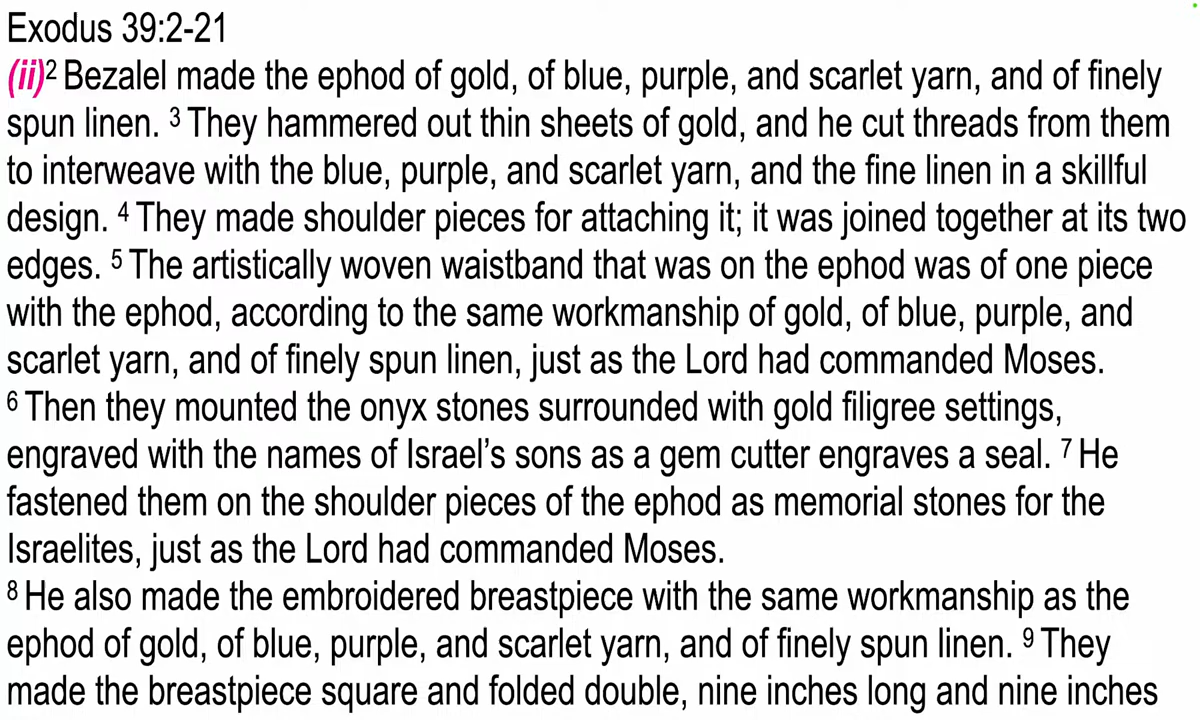 Exodus 39:2-21
(ii)2 Bezalel made the ephod of gold, of blue, purple, and scarlet yarn, and of finely
spun linen. 3 They hammered out thin sheets of gold, and he cut threads from them
to interweave with the blue, purple, and scarlet yarn, and the fine linen in a skillful
design. 4 They made shoulder pieces for attaching it; it was joined together at its two
edges. 5 The artistically woven waistband that was on the ephod was of one piece
with the ephod, according to the same workmanship of gold, of blue, purple, and
scarlet yarn, and of finely spun linen, just as the Lord had commanded Moses.
6 Then they mounted the onyx stones surrounded with gold filigree settings,
engraved with the names of Israel’s sons as a gem cutter engraves a seal. 7 He
fastened them on the shoulder pieces of the ephod as memorial stones for the
Israelites, just as the Lord had commanded Moses.
8 He also made the embroidered breastpiece with the same workmanship as the
ephod of gold, of blue, purple, and scarlet yarn, and of finely spun linen. 9 They
made the breastpiece square and folded double, nine inches long and nine inches